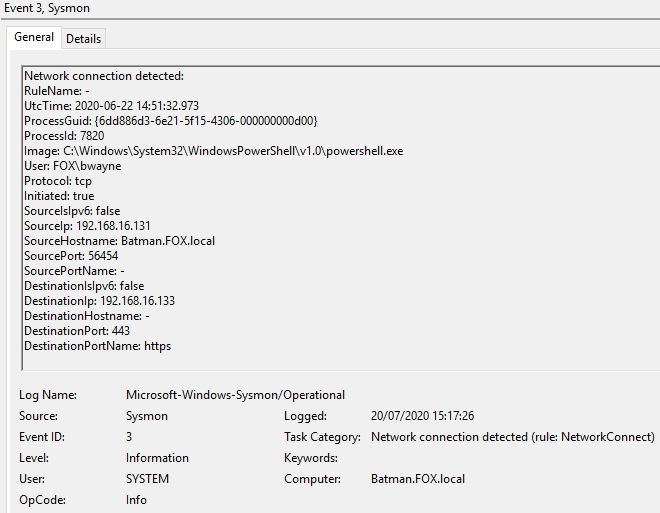 Event 3, Sysmon
General Details
Network connection detected:
RuleName: -
UtcTime: 2020-06-22 14:51:32.973
ProcessGuid: {6dd886d3-6e21-5f15-4306-000000000d00}
ProcessId: 7820
Image: C:\Windows\System32\WindowsPowerShell\v1.0\powershell.exe
User: FOX\bwayne
Protocol: tcp
Initiated: true
SourceIsIpv6: false
SourceIp: 192.168.16.131
SourceHostname: Batman.FOX.local
SourcePort: 56454
SourcePortName: -
DestinationIsIpv6: false
DestinationIp: 192.168.16.133
DestinationHostname: -
DestinationPort: 443
DestinationPortName: https
Log Name: Microsoft-Windows-Sysmon/Operational
Source: Sysmon Logged: 20/07/2020 15:17:26
Event ID: 3 Task Category: Network connection detected (rule: NetworkConnect)
Level: Information Keywords:
User: SYSTEM Computer: Batman.FOX.local
OpCode: Info